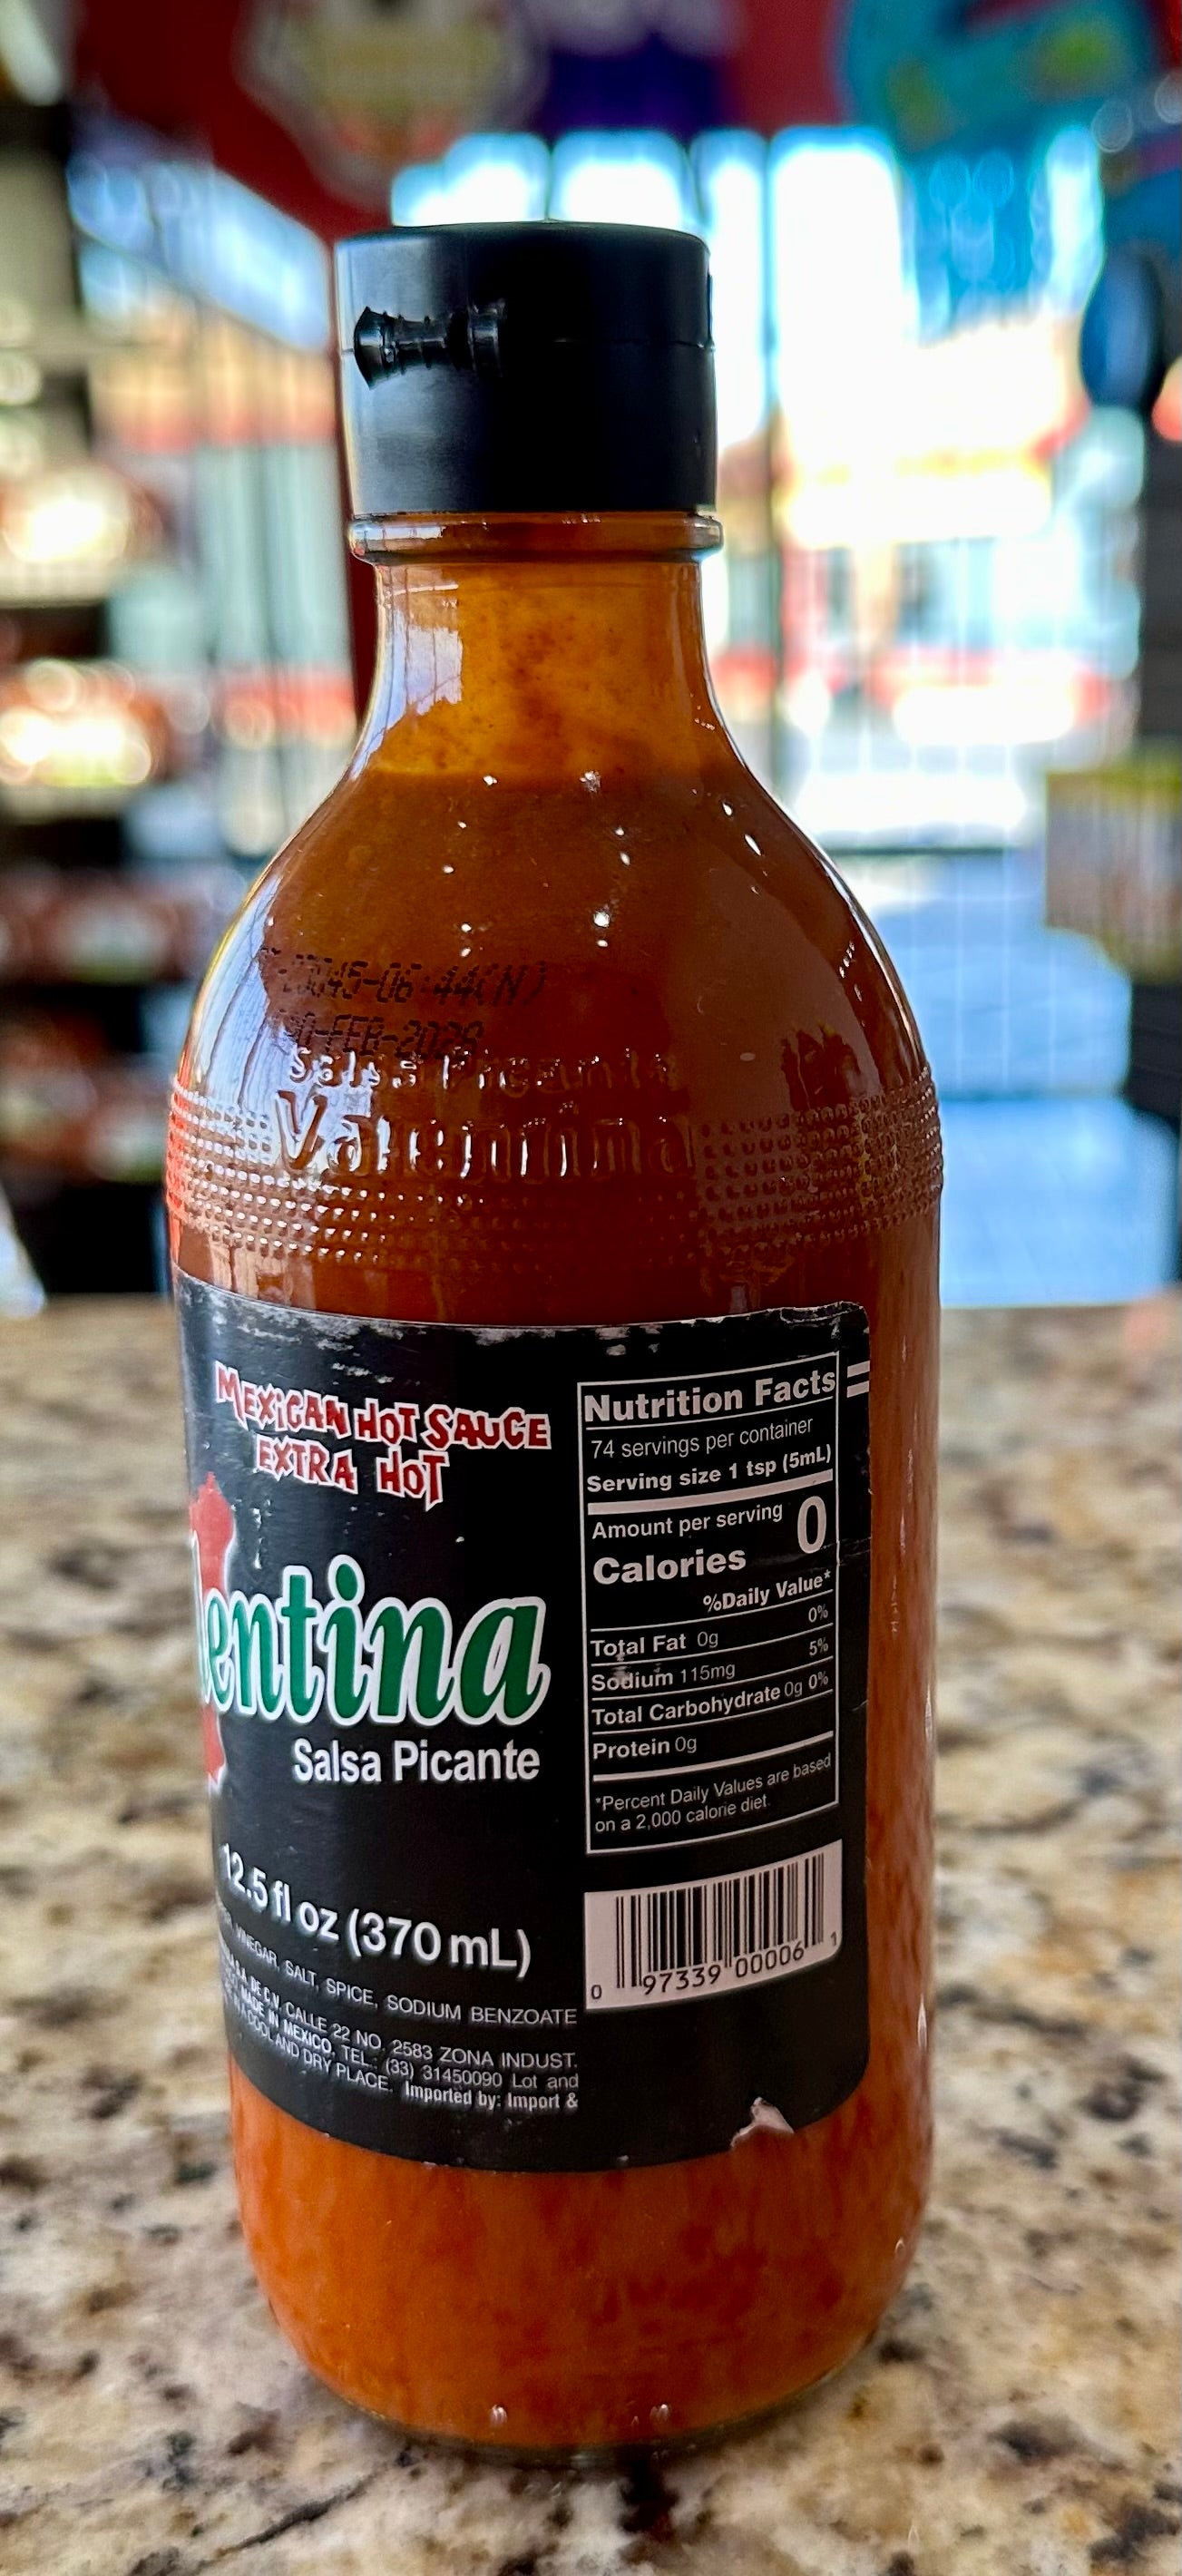 Salsa Picante
Valentina
MEXICAN HOT SAUCE
EXTRA HOT
lentina
Salsa Picante
12.5 fl oz (370 mL)
VINEGAR, SALT, SPICE, SODIUM BENZOATE
S.A. DE C.V. CALLE 22 NO. 2583 ZONA INDUST.
MADE IN MEXICO. TEL.: (33) 31450090 Lot and
COOL AND DRY PLACE. Imported by: Import &
Nutrition Facts
74 servings per container
Serving size 1 tsp (5mL)
Amount per serving
Calories 0
%Daily Value*
Total Fat 0g 0%
Sodium 115mg 5%
Total Carbohydrate 0g 0%
Protein 0g
*Percent Daily Values are based
on a 2,000 calorie diet.
0 97339 00006 1